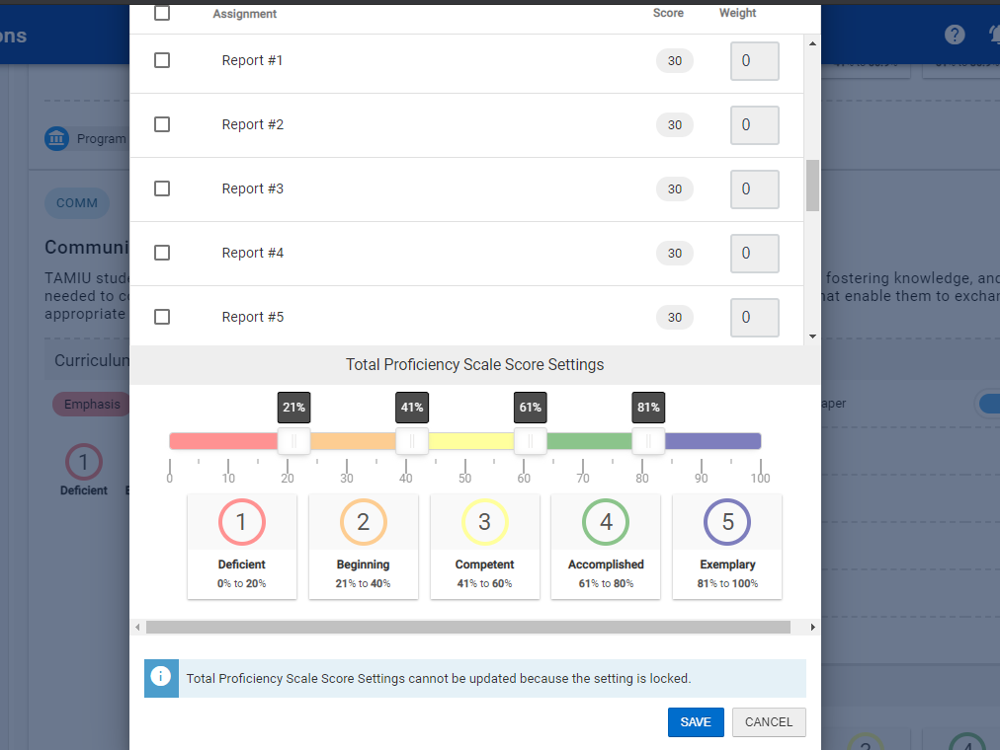 ons
?
Assignment Score Weight
Report #1 30 0
Report #2 30 0
Report #3 30 0
Report #4 30 0
Report #5 30 0
Program
COMM
Communi
TAMIU stude
fostering knowledge, and
needed to co
hat enable them to exchan
appropriate
Curriculum
Emphasis
aper
1
Deficient
Total Proficiency Scale Score Settings
21% 41% 61% 81%
0 10 20 30 40 50 60 70 80 90 100
1 2 3 4 5
Deficient Beginning Competent Accomplished Exemplary
0% to 20% 21% to 40% 41% to 60% 61% to 80% 81% to 100%
i Total Proficiency Scale Score Settings cannot be updated because the setting is locked.
SAVE CANCEL